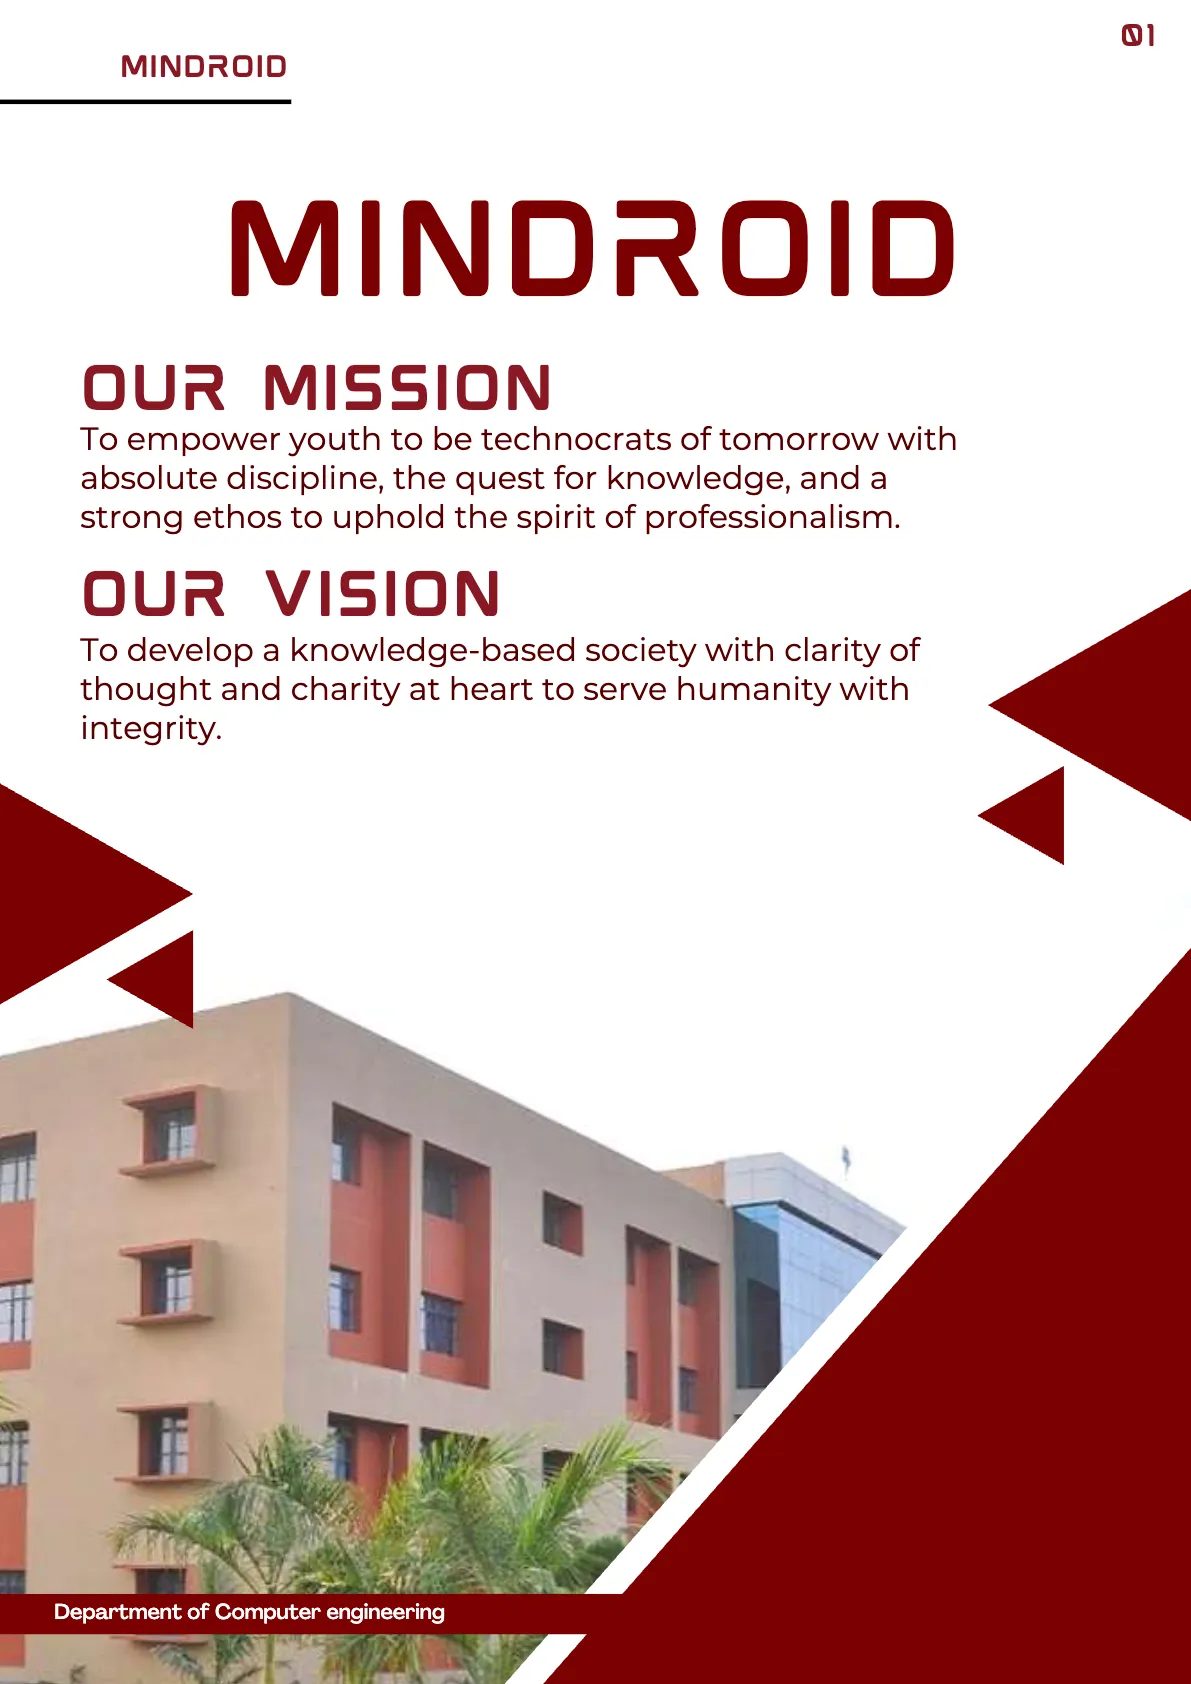 01
MINDROID
MINDROID
OUR MISSION
To empower youth to be technocrats of tomorrow with
absolute discipline, the quest for knowledge, and a
strong ethos to uphold the spirit of professionalism.
OUR VISION
To develop a knowledge-based society with clarity of
thought and charity at heart to serve humanity with
integrity.
Department of Computer engineering